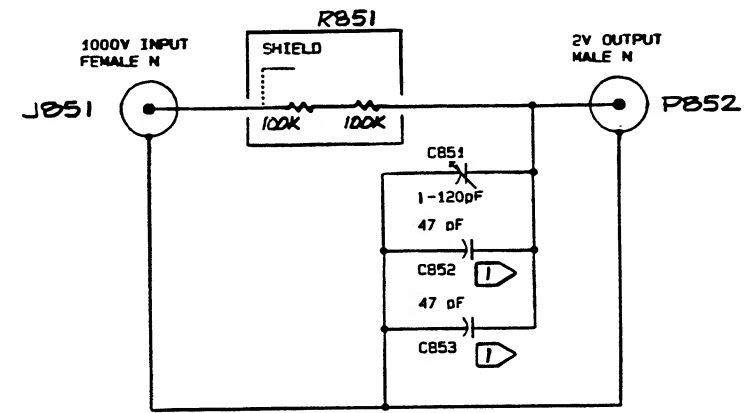 R851
1000V INPUT
FEMALE N
SHIELD
2V OUTPUT
MALE N
J851
P852
100K
100K
C851
1-120pF
47 pF
C852
1
47 pF
C853
1